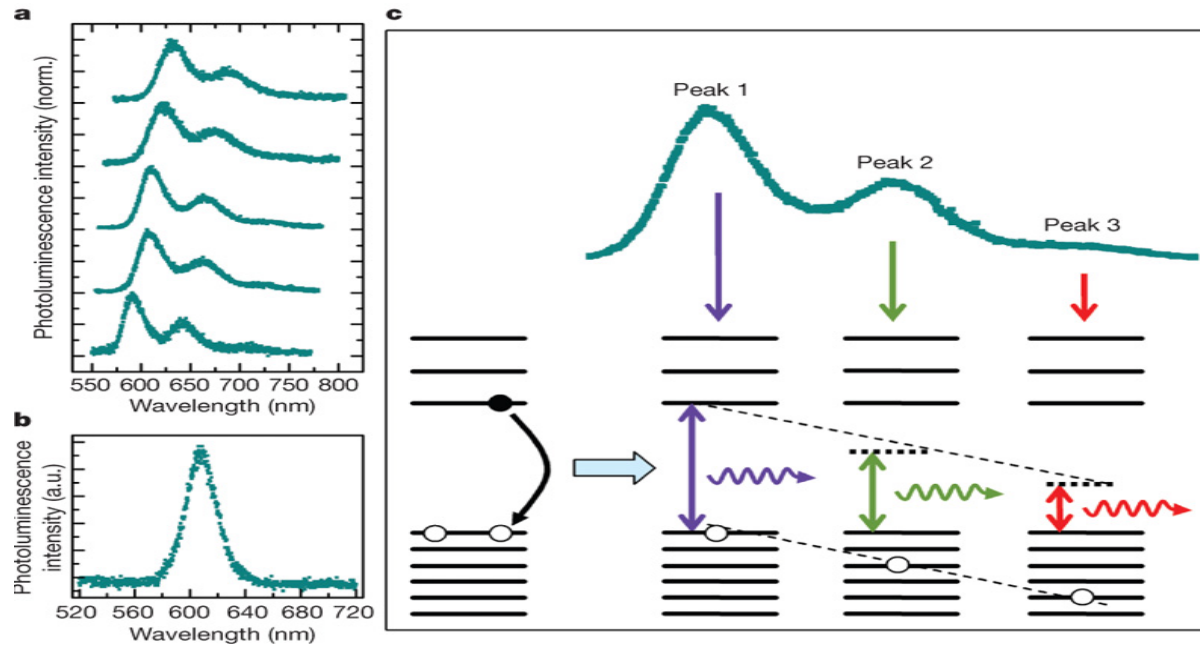 a
Photoluminescence intensity (norm.)
550 600 650 700 750 800
Wavelength (nm)
b
Photoluminescence
intensity (a.u.)
520 560 600 640 680 720
Wavelength (nm)
c
Peak 1
Peak 2
Peak 3